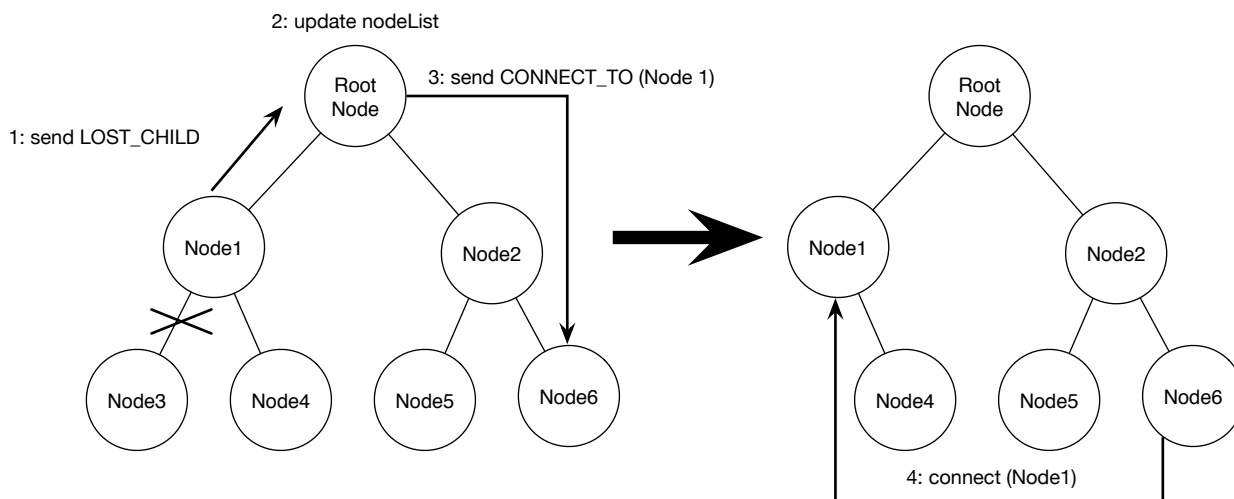 2: update nodeList
Root
Node
3: send CONNECT_TO (Node 1)
1: send LOST_CHILD
Node1
Node2
Node3
Node4
Node5
Node6
Root
Node
Node1
Node2
Node4
Node5
Node6
4: connect (Node1)